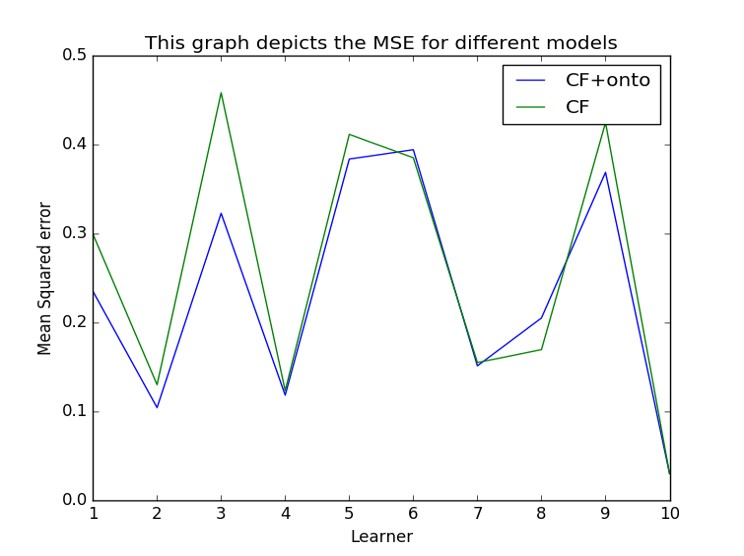 This graph depicts the MSE for different models
CF+onto
CF
0.5
0.4
0.3
0.2
0.1
0.0
Mean Squared error
1 2 3 4 5 6 7 8 9 10
Learner